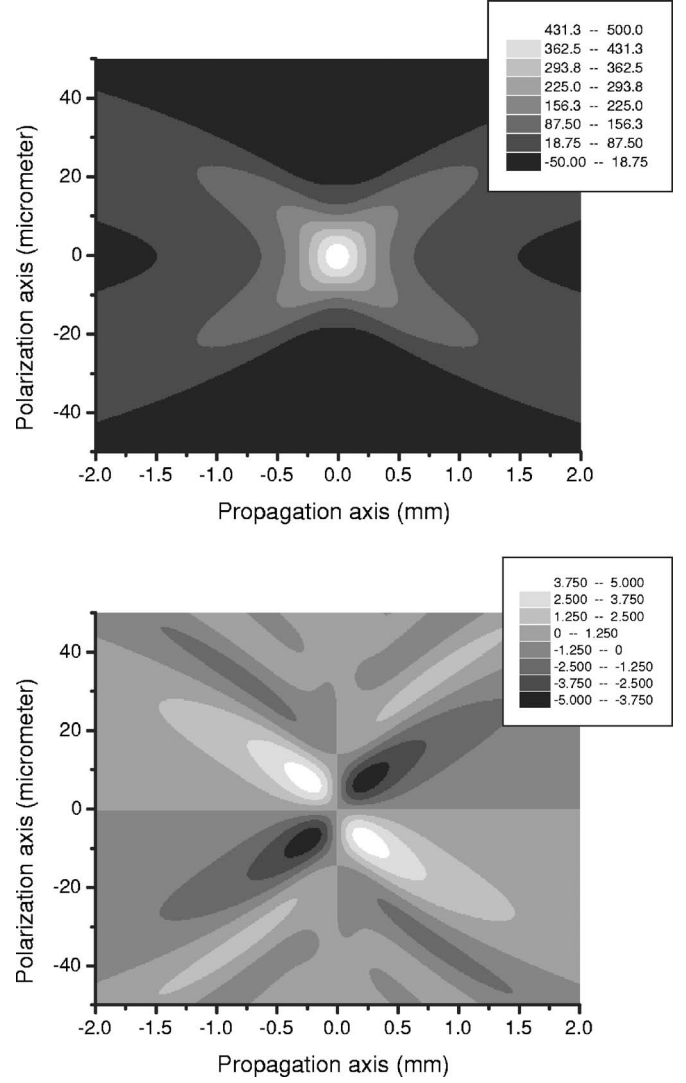 431.3 -- 500.0
362.5 -- 431.3
293.8 -- 362.5
225.0 -- 293.8
156.3 -- 225.0
87.50 -- 156.3
18.75 -- 87.50
-50.00 -- 18.75
40
20
0
-20
-40
Polarization axis (micrometer)
-2.0 -1.5 -1.0 -0.5 0.0 0.5 1.0 1.5 2.0
Propagation axis (mm)
3.750 -- 5.000
2.500 -- 3.750
1.250 -- 2.500
0 -- 1.250
-1.250 -- 0
-2.500 -- -1.250
-3.750 -- -2.500
-5.000 -- -3.750
40
20
0
-20
-40
Polarization axis (micrometer)
-2.0 -1.5 -1.0 -0.5 0.0 0.5 1.0 1.5 2.0
Propagation axis (mm)